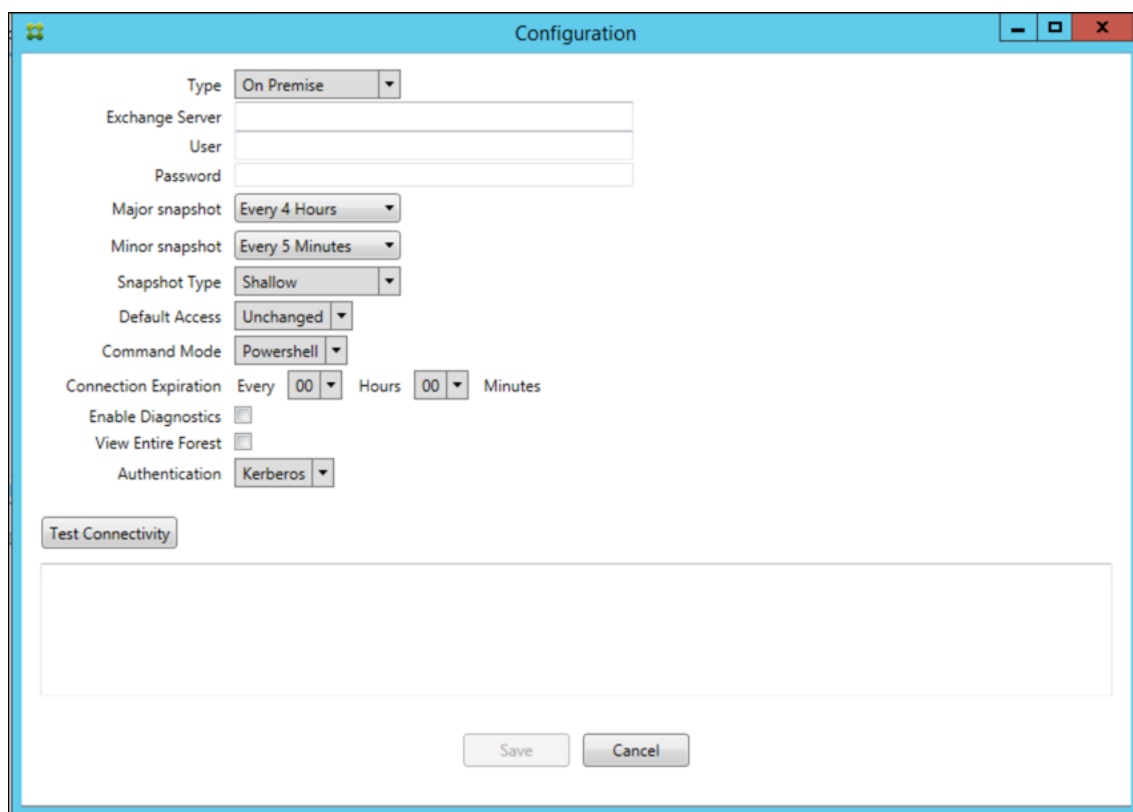 Configuration
Type On Premise
Exchange Server
User
Password
Major snapshot Every 4 Hours
Minor snapshot Every 5 Minutes
Snapshot Type Shallow
Default Access Unchanged
Command Mode Powershell
Connection Expiration Every 00 Hours 00 Minutes
Enable Diagnostics
View Entire Forest
Authentication Kerberos
Test Connectivity
Save Cancel